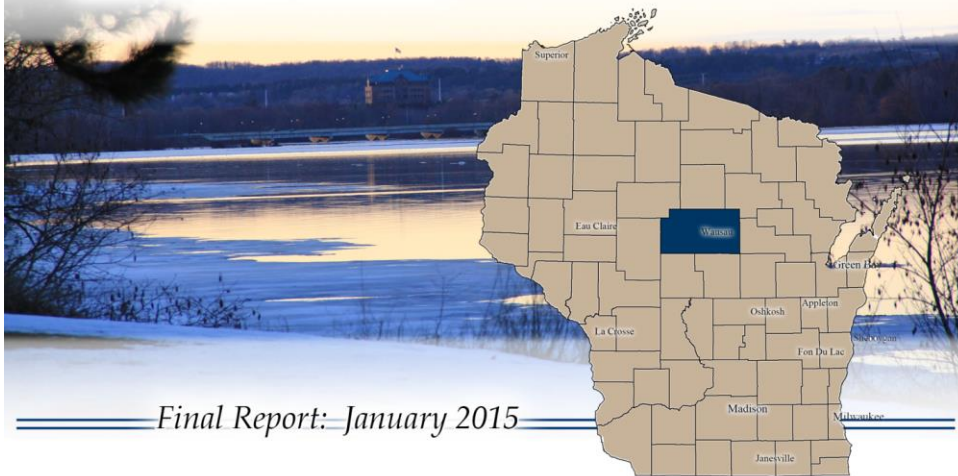 Superior
Eau Claire
Wausau
Green Bay
Appleton
Oshkosh
La Crosse
Sheboygan
Fon Du Lac
Final Report: January 2015
Madison
Milwaukee
Janesville